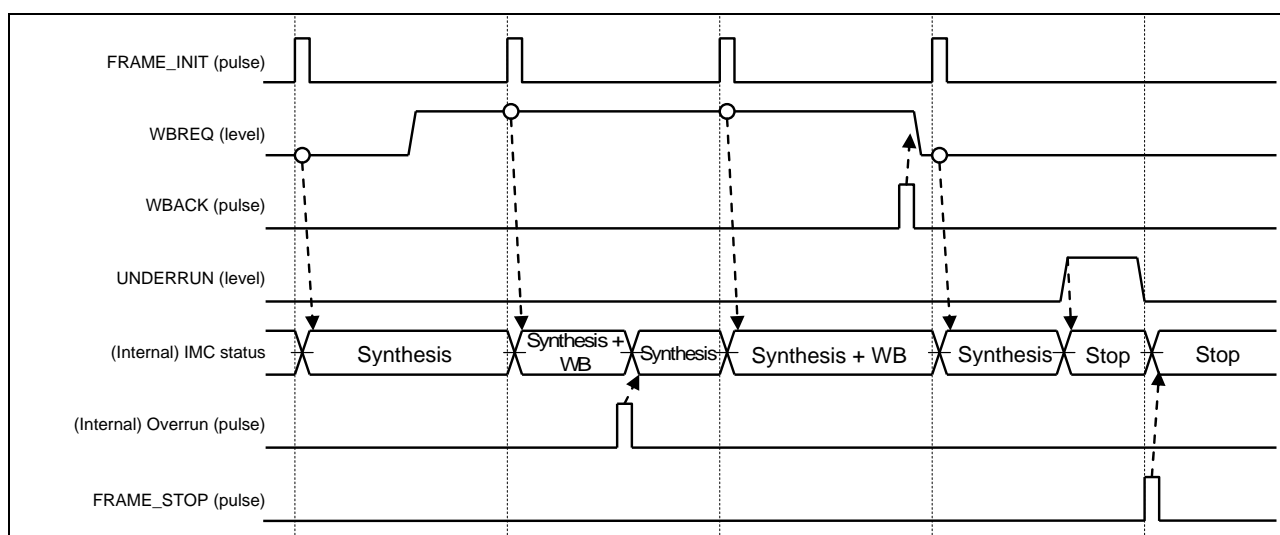 FRAME_INIT (pulse)
WBREQ (level)
WBACK (pulse)
UNDERRUN (level)
(Internal) IMC status
Synthesis
Synthesis +
WB
Synthesis
Synthesis + WB
Synthesis
Stop
Stop
(Internal) Overrun (pulse)
FRAME_STOP (pulse)